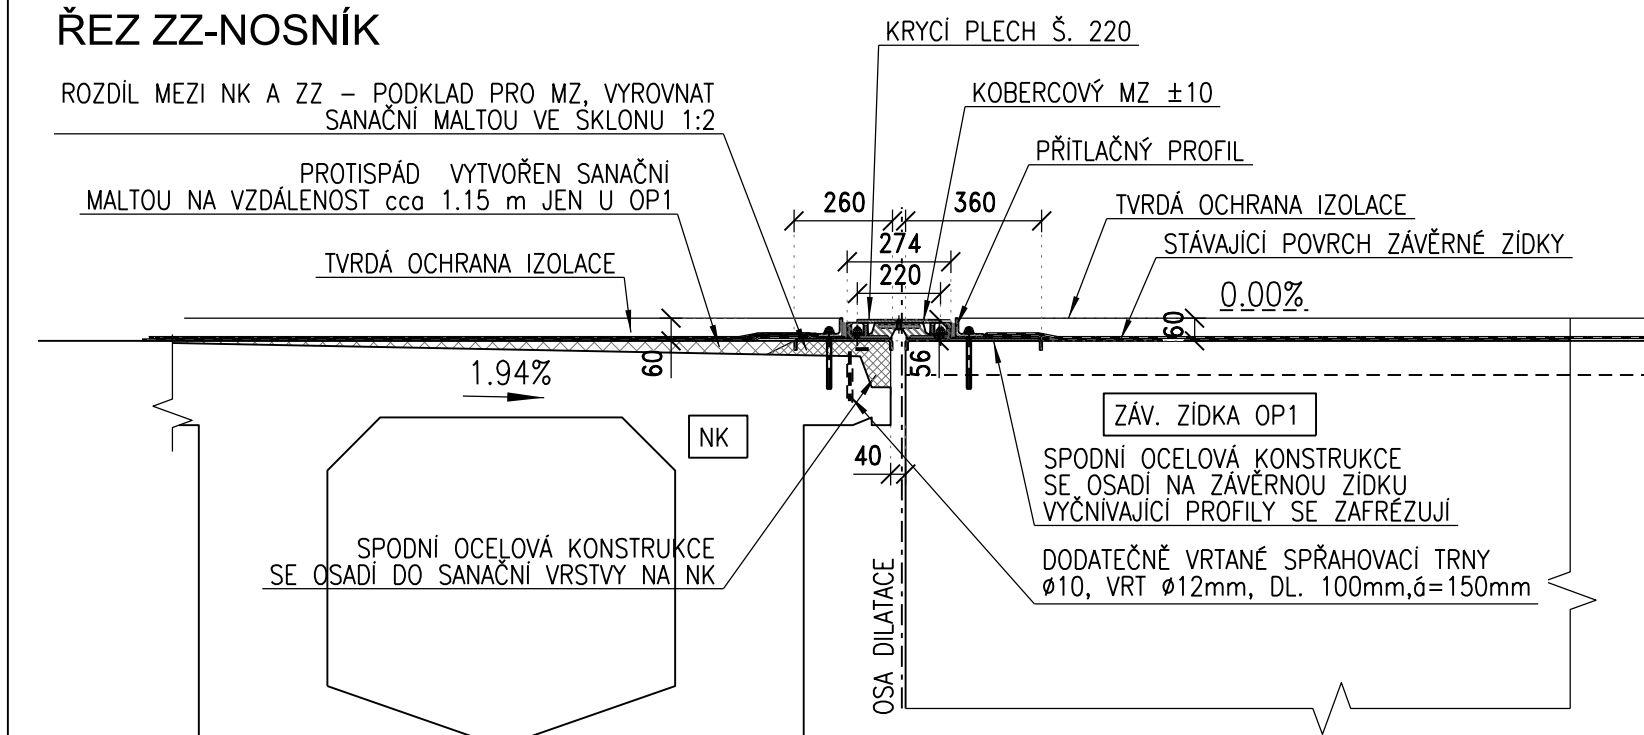 ŘEZ ZZ-NOSNÍK
KRYCÍ PLECH Š. 220
ROZDÍL MEZI NK A ZZ – PODKLAD PRO MZ, VYROVNAT
SANAČNÍ MALTOU VE SKLONU 1:2
KOBERCOVÝ MZ ±10
PŘÍTLAČNÝ PROFIL
PROTISPÁD VYTVOŘEN SANAČNÍ
MALTOU NA VZDÁLENOST cca 1.15 m JEN U OP1
260
360
TVRDÁ OCHRANA IZOLACE
274
STÁVAJÍCÍ POVRCH ZÁVĚRNÉ ZÍDKY
TVRDÁ OCHRANA IZOLACE
220
0.00%
60
60
56
1.94%
NK
ZÁV. ZÍDKA OP1
40
SPODNÍ OCELOVÁ KONSTRUKCE
SE OSADÍ NA ZÁVĚRNOU ZÍDKU
VYČNÍVAJÍCÍ PROFILY SE ZAFRÉZUJÍ
SPODNÍ OCELOVÁ KONSTRUKCE
SE OSADÍ DO SANAČNÍ VRSTVY NA NK
DODATEČNĚ VRTANÉ SPŘAHOVACÍ TRNY
ø10, VRT ø12mm, DL. 100mm,á=150mm
OSA DILATACE